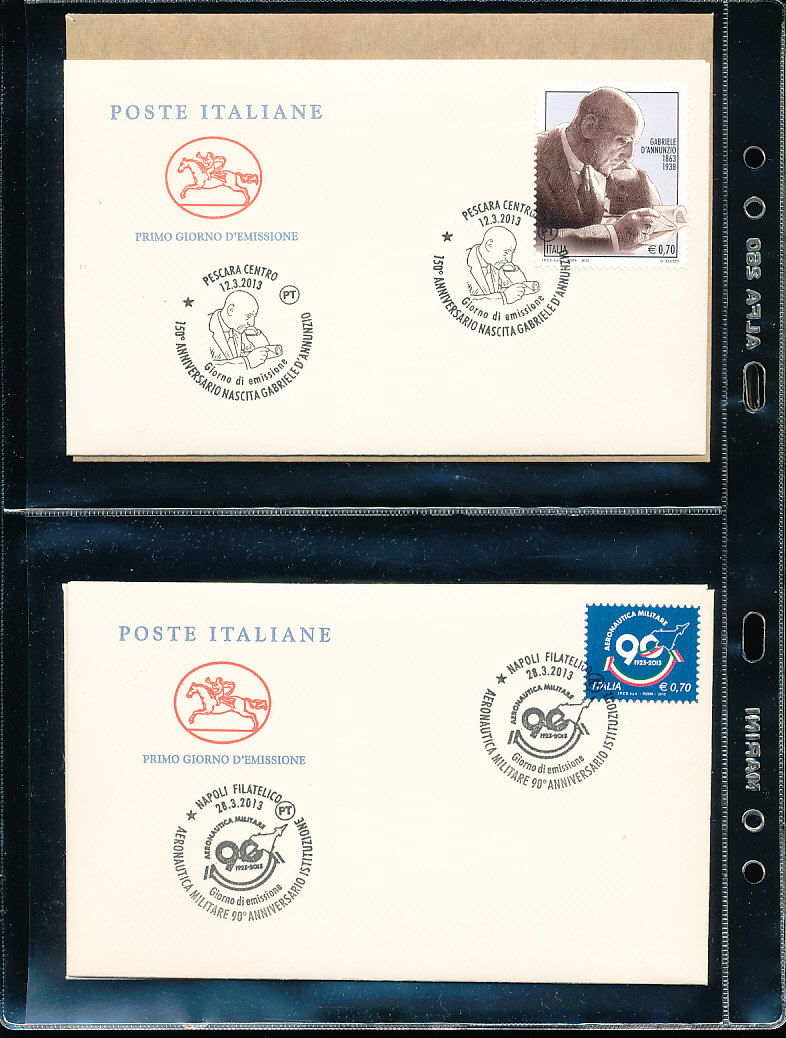 POSTE ITALIANE
PRIMO GIORNO D'EMISSIONE
PESCARA CENTRO
12.3.2013
PT
Giorno di emissione
150° ANNIVERSARIO NASCITA GABRIELE D'ANNUNZIO
PESCARA CENTRO
12.3.2013
PT
Giorno di emissione
150° ANNIVERSARIO NASCITA GABRIELE D'ANNUNZIO
GABRIELE
D'ANNUNZIO
1863
1938
ITALIA
€ 0,70
POSTE ITALIANE
PRIMO GIORNO D'EMISSIONE
NAPOLI FILATELICO
28.3.2013
PT
AERONAUTICA MILITARE
90
1923-2013
Giorno di emissione
AERONAUTICA MILITARE 90° ANNIVERSARIO ISTITUZIONE
NAPOLI FILATELICO
28.3.2013
AERONAUTICA MILITARE
90
1923-2013
Giorno di emissione
AERONAUTICA MILITARE 90° ANNIVERSARIO ISTITUZIONE
AERONAUTICA MILITARE
90
1923-2013
ITALIA
€ 0,70
MARINI
ALFA 2BD